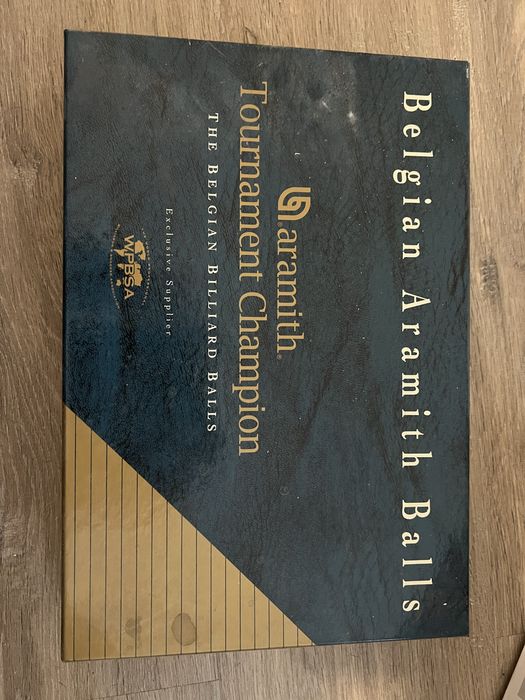 Belgian Aramith Balls
aramith®
Tournament Champion
THE BELGIAN BILLIARD BALLS
Exclusive Supplier
WPBSA